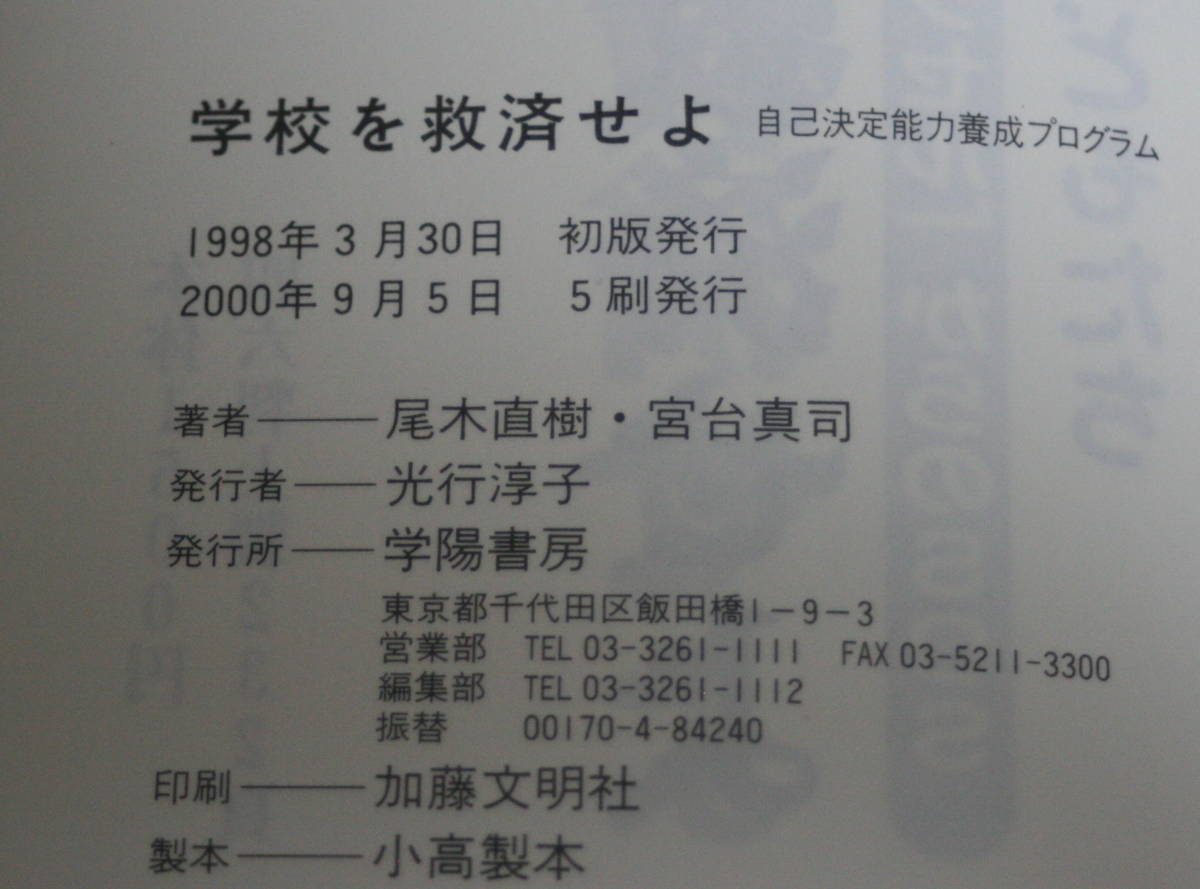 学校を救済せよ 自己決定能力養成プログラム
1998年3月30日 初版発行
2000年9月5日 5刷発行
著者――尾木直樹・宮台真司
発行者――光行淳子
発行所――学陽書房
東京都千代田区飯田橋1-9-3
営業部 TEL 03-3261-1111 FAX 03-5211-3300
編集部 TEL 03-3261-1112
振替 00170-4-84240
印刷――加藤文明社
製本――小高製本